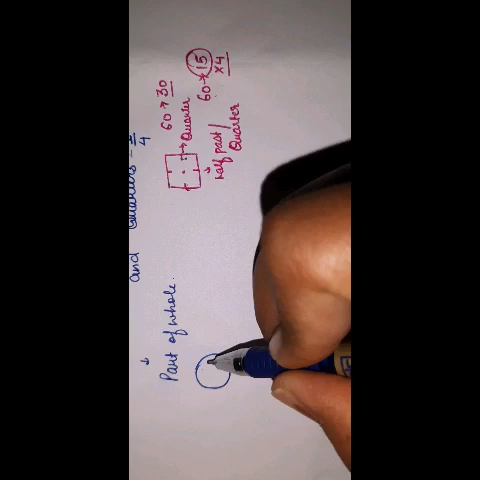 and Quarters = 1/4
↓
Part of whole.
60 → 30
→ Quarter
60 → 15
× 4
↓
Half past /
Quarter